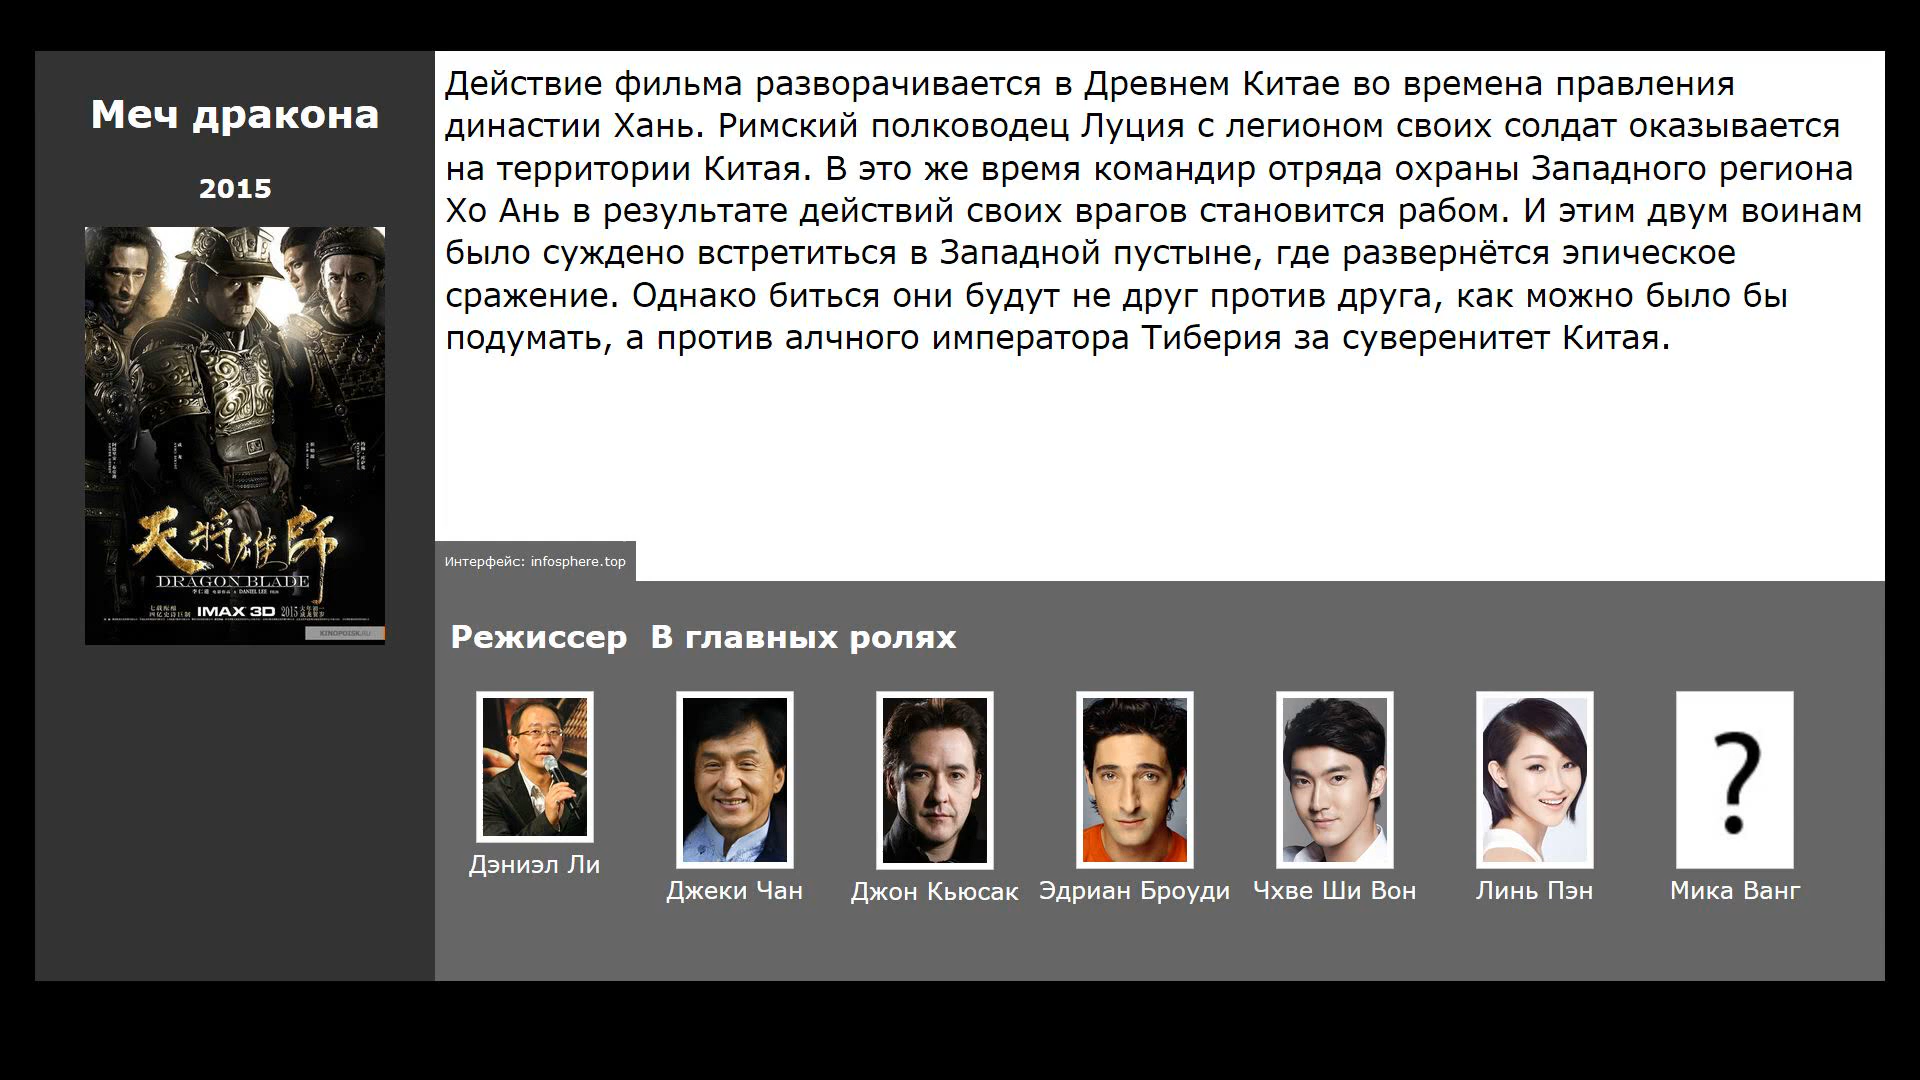 Меч дракона
2015
天将雄师
DRAGON BLADE
IMAX 3D
KINOPOISK.RU
Действие фильма разворачивается в Древнем Китае во времена правления
династии Хань. Римский полководец Луция с легионом своих солдат оказывается
на территории Китая. В это же время командир отряда охраны Западного региона
Хо Ань в результате действий своих врагов становится рабом. И этим двум воинам
было суждено встретиться в Западной пустыне, где развернётся эпическое
сражение. Однако биться они будут не друг против друга, как можно было бы
подумать, а против алчного императора Тиберия за суверенитет Китая.
Интерфейс: infosphere.top
Режиссер В главных ролях
Дэниэл Ли
Джеки Чан
Джон Кьюсак
Эдриан Броуди
Чхве Ши Вон
Линь Пэн
?
Мика Ванг